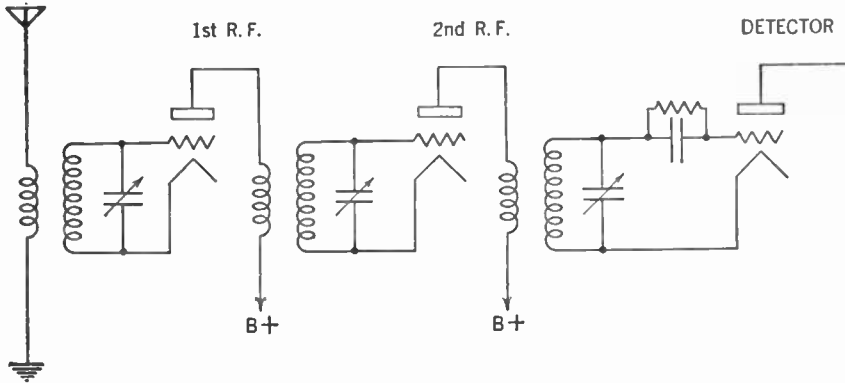 1st R.F.
2nd R.F.
DETECTOR
B+
B+